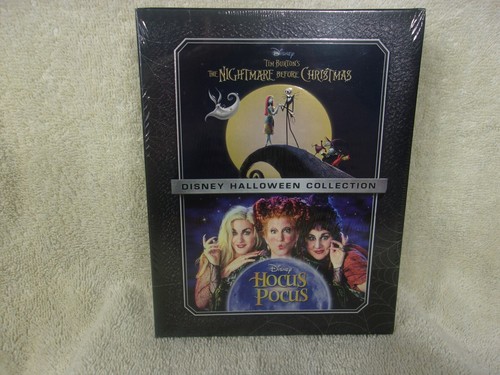 Disney
TIM BURTON'S
THE NIGHTMARE BEFORE CHRISTMAS
DISNEY HALLOWEEN COLLECTION
Disney
HOCUS
POCUS